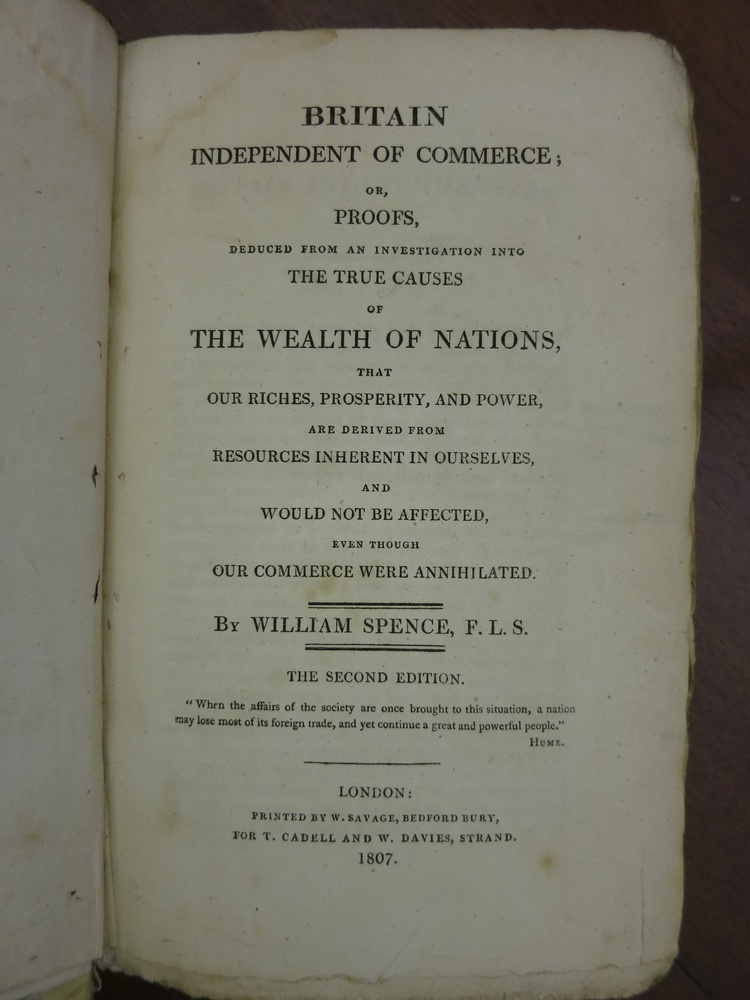 BRITAIN
INDEPENDENT OF COMMERCE;
OR,
PROOFS,
DEDUCED FROM AN INVESTIGATION INTO
THE TRUE CAUSES
OF
THE WEALTH OF NATIONS,
THAT
OUR RICHES, PROSPERITY, AND POWER,
ARE DERIVED FROM
RESOURCES INHERENT IN OURSELVES,
AND
WOULD NOT BE AFFECTED,
EVEN THOUGH
OUR COMMERCE WERE ANNIHILATED.
By WILLIAM SPENCE, F. L. S.
THE SECOND EDITION.
"When the affairs of the society are once brought to this situation, a nation
may lose most of its foreign trade, and yet continue a great and powerful people."
HUME.
LONDON:
PRINTED BY W. SAVAGE, BEDFORD BURY,
FOR T. CADELL AND W. DAVIES, STRAND.
1807.